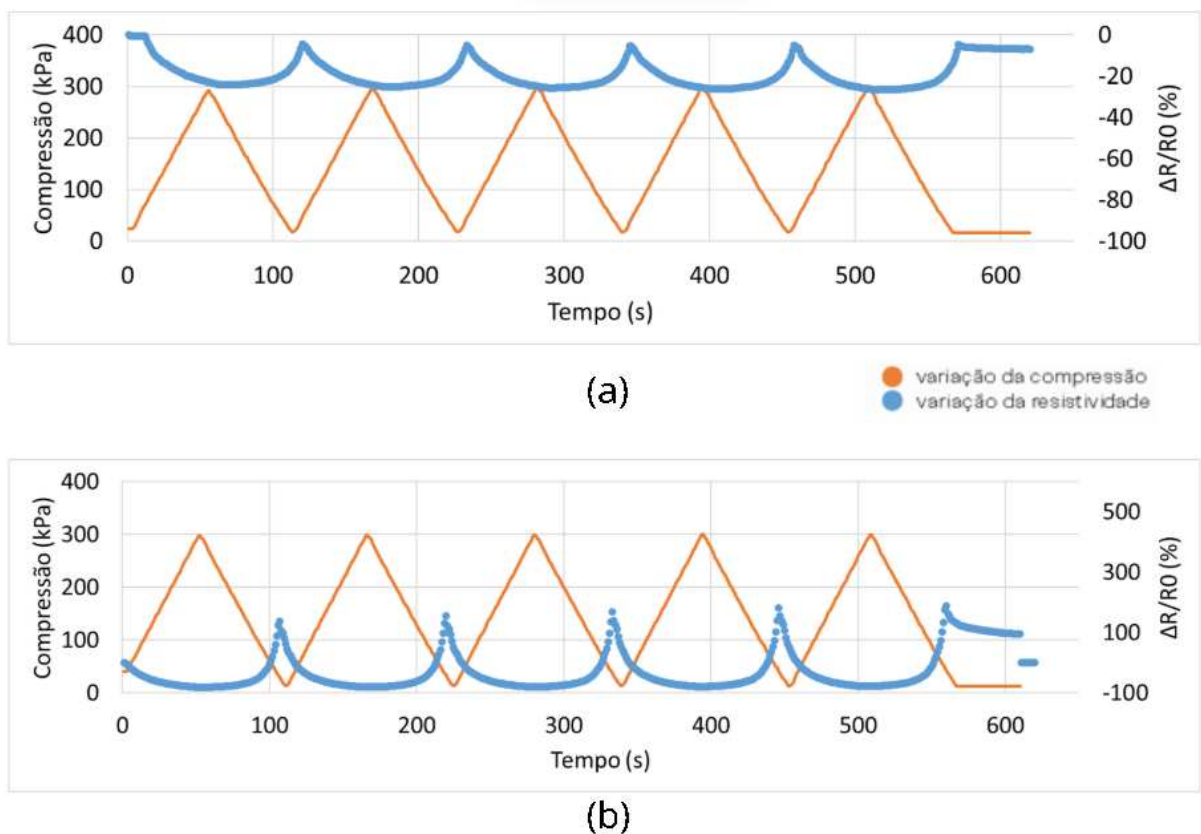 400
300
200
100
0
Compressão (kPa)
0
-20
-40
-60
-80
-100
ΔR/R0 (%)
0 100 200 300 400 500 600
Tempo (s)
(a)
variação da compressão
variação da resistividade
400
300
200
100
0
Compressão (kPa)
500
300
100
-100
ΔR/R0 (%)
0 100 200 300 400 500 600
Tempo (s)
(b)